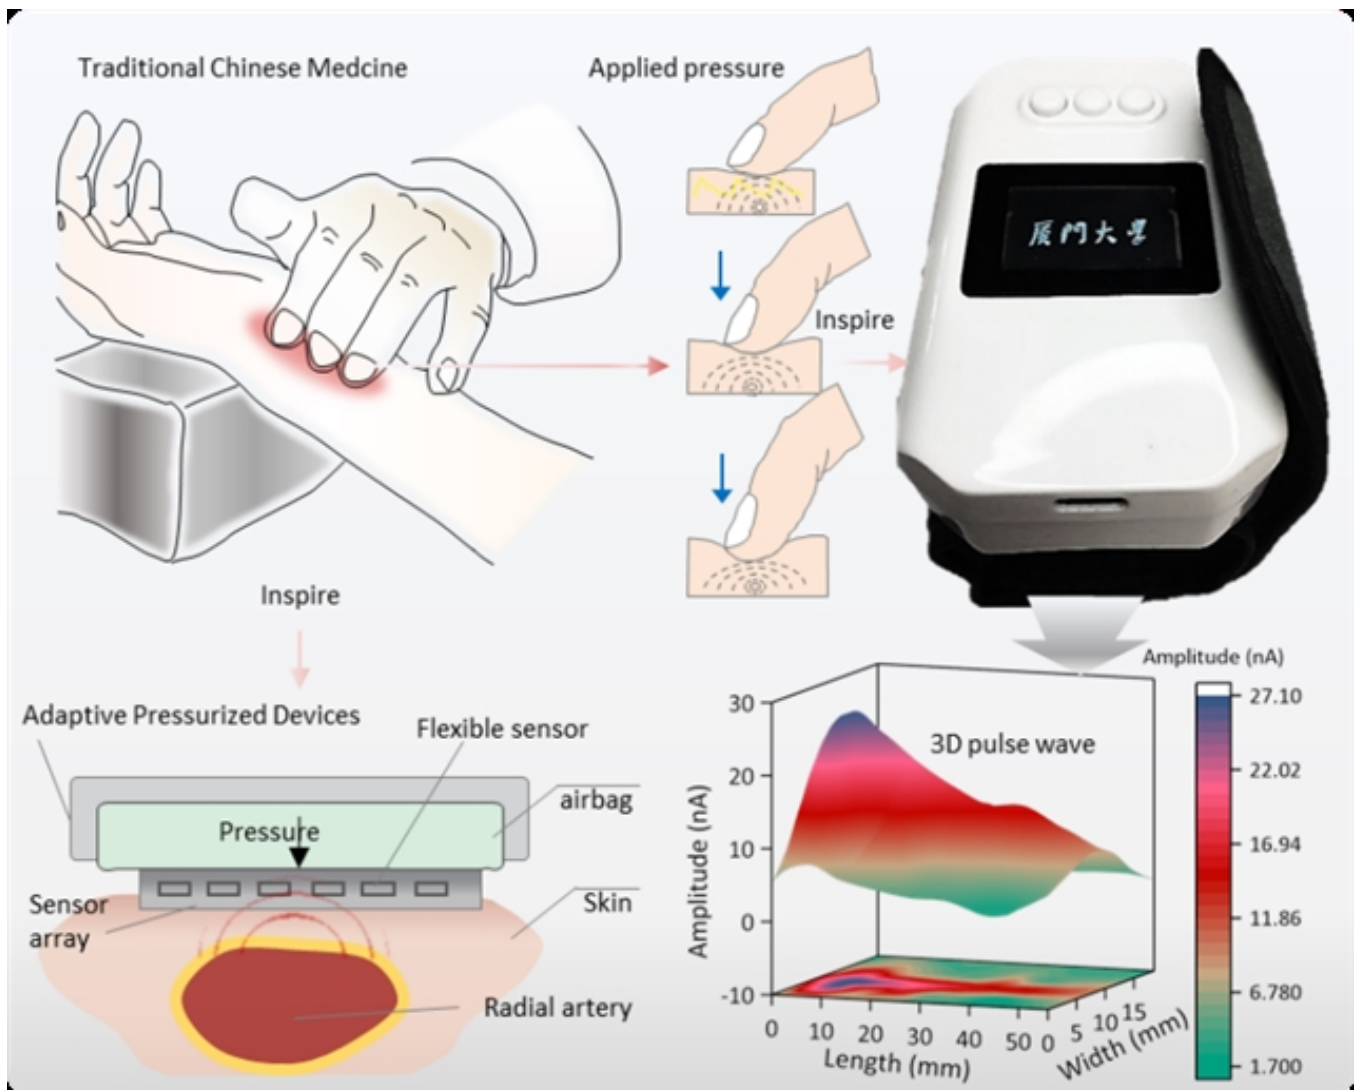 Traditional Chinese Medcine
Applied pressure
厦門大學
Inspire
Inspire
Adaptive Pressurized Devices
Flexible sensor
airbag
Pressure
Sensor
array
Skin
Radial artery
Amplitude (nA)
3D pulse wave
Amplitude (nA)
30
20
10
0
-10
0
10
20
30
40
50
Length (mm)
0
5
10
15
Width (mm)
27.10
22.02
16.94
11.86
6.780
1.700